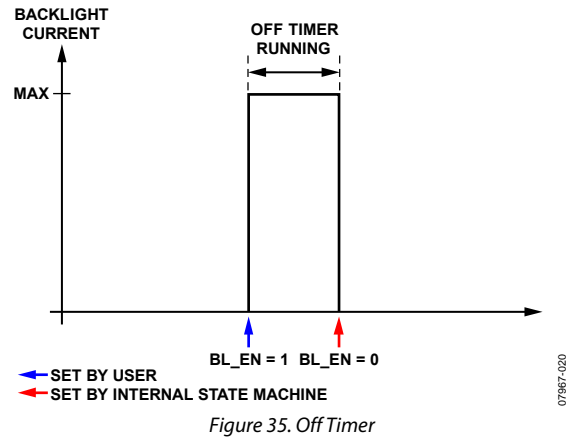 BACKLIGHT
CURRENT
OFF TIMER
RUNNING
MAX
BL_EN = 1 BL_EN = 0
SET BY USER
SET BY INTERNAL STATE MACHINE
07967-020
Figure 35. Off Timer